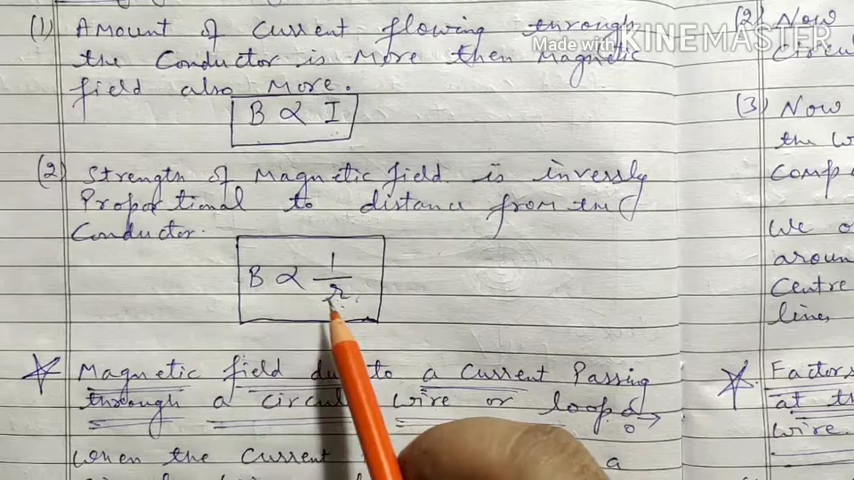 (1) Amount of Current flowing through
the Conductor is More then Magnetic
field also More.
B ∝ I
(2) Strength of Magnetic field is inversly
Proportional to distance from the
Conductor.
B ∝ 1/r
Magnetic field due to a Current Passing
through a circul wire or loop
When the Current
a
Made with KINEMASTER
(2) Now
Circul
(3) Now
the w
Comp
We o
aroun
Centre
lines
Factors
at th
wire.